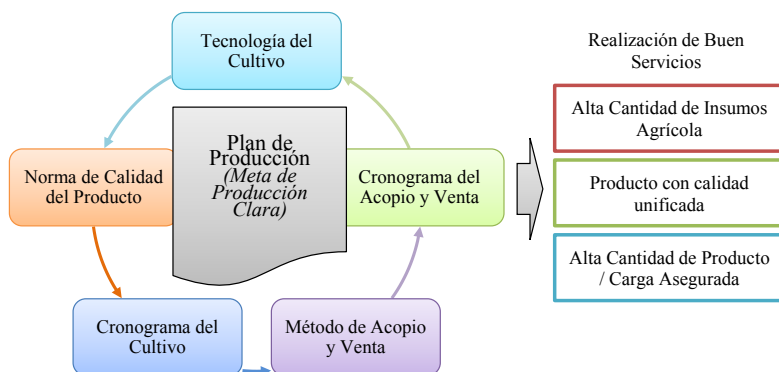 Tecnología del
Cultivo
Realización de Buen
Servicios
Alta Cantidad de Insumos
Agrícola
Plan de
Producción
(Meta de
Producción
Clara)
Norma de Calidad
del Producto
Cronograma del
Acopio y Venta
Producto con calidad
unificada
Alta Cantidad de Producto
/ Carga Asegurada
Cronograma del
Cultivo
Método de Acopio
y Venta